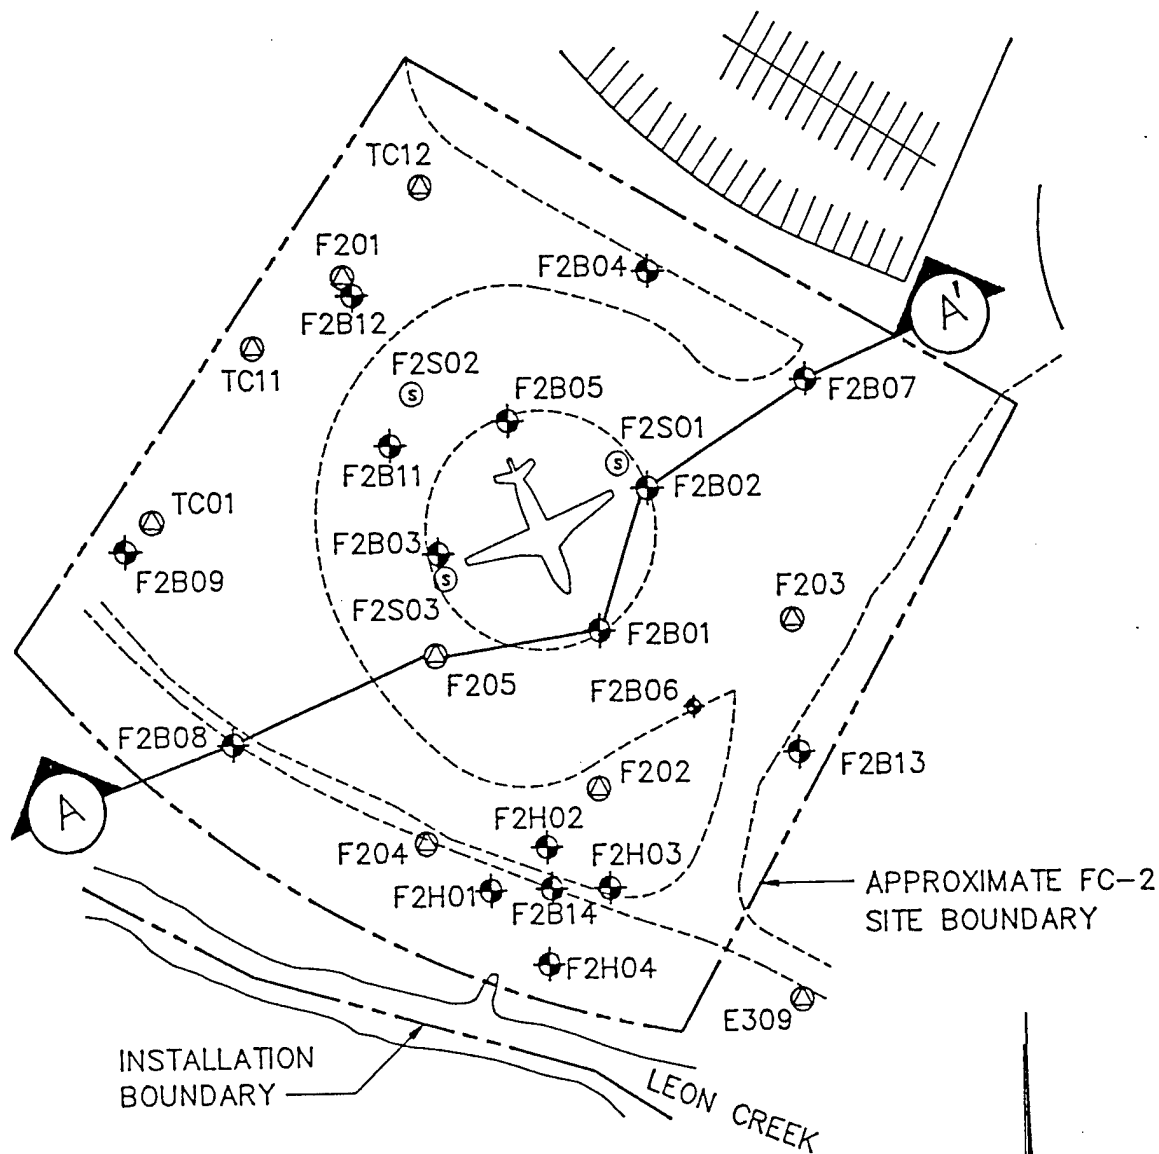 TC12
F201
F2B04
A'
F2B12
TC11
F2S02
F2B05
F2B07
F2S01
F2B11
F2B02
TC01
F2B03
F2B09
S
S
S
F2S03
F203
F2B01
F205
F2B06
F2B08
F2B13
F202
A
F2H02
F204
F2H03
F2H01
F2B14
APPROXIMATE FC-2
SITE BOUNDARY
F2H04
E309
INSTALLATION
BOUNDARY
LEON CREEK